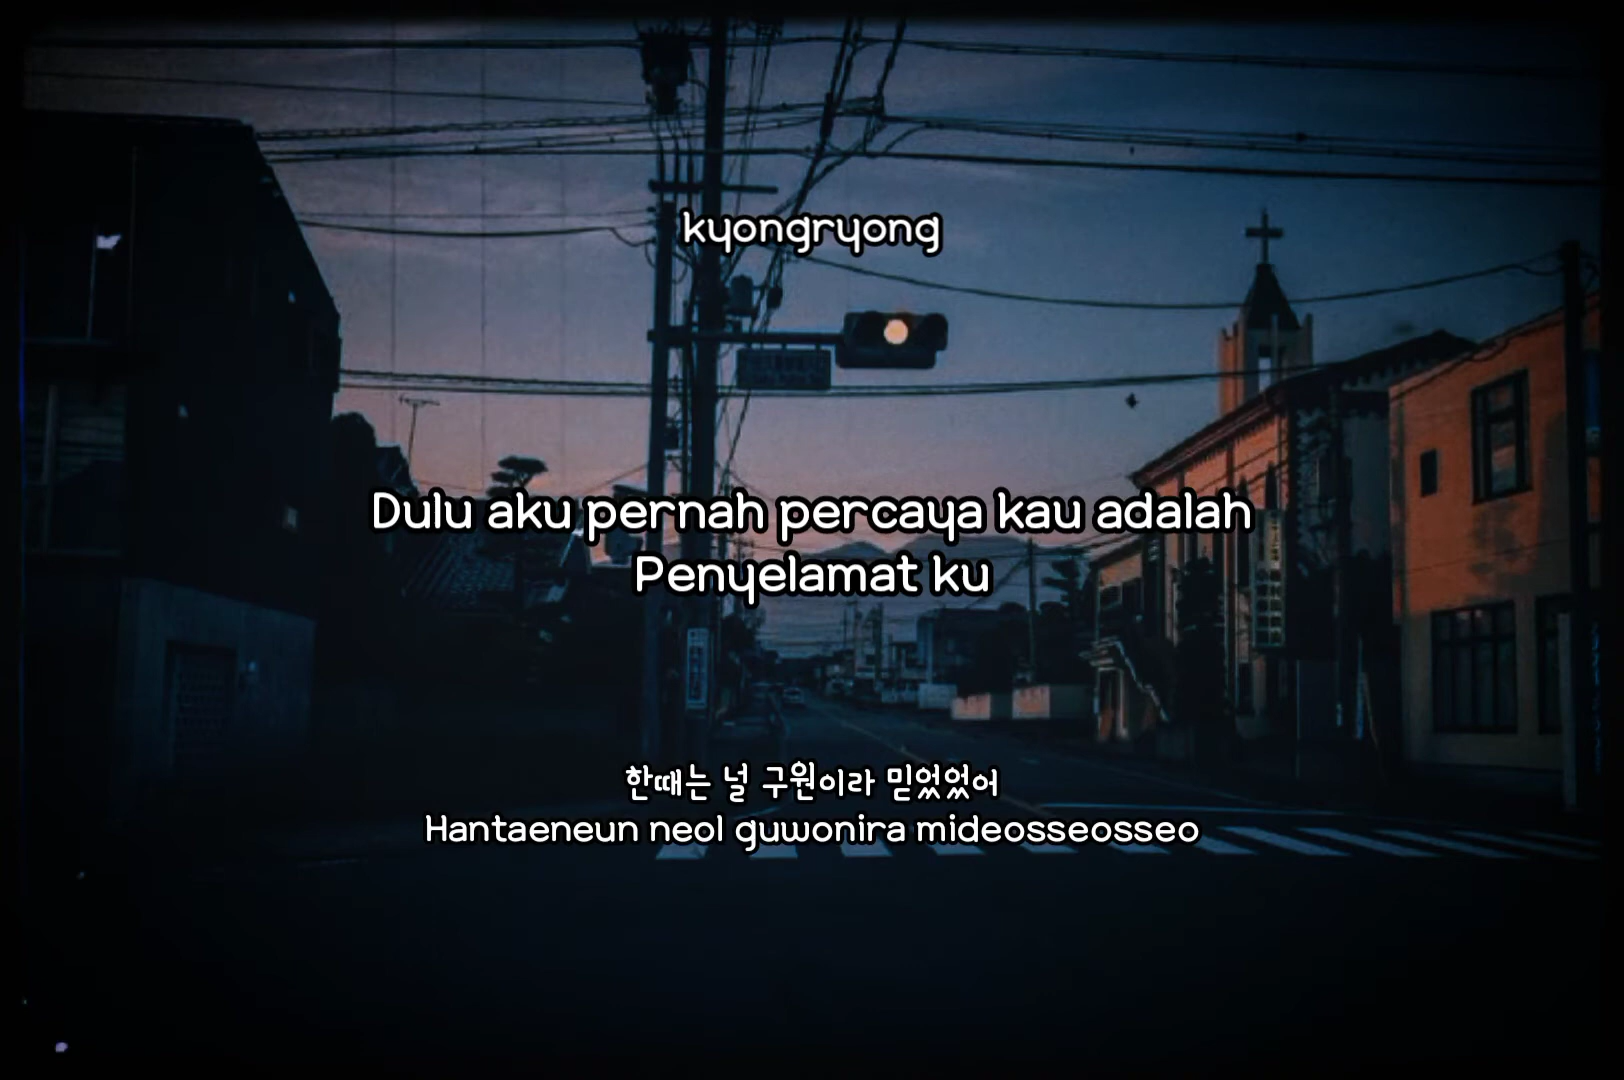 kyongryong
Dulu aku pernah percaya kau adalah
Penyelamat ku
한때는 널 구원이라 믿었었어
Hantaeneun neol guwonira mideosseosseo